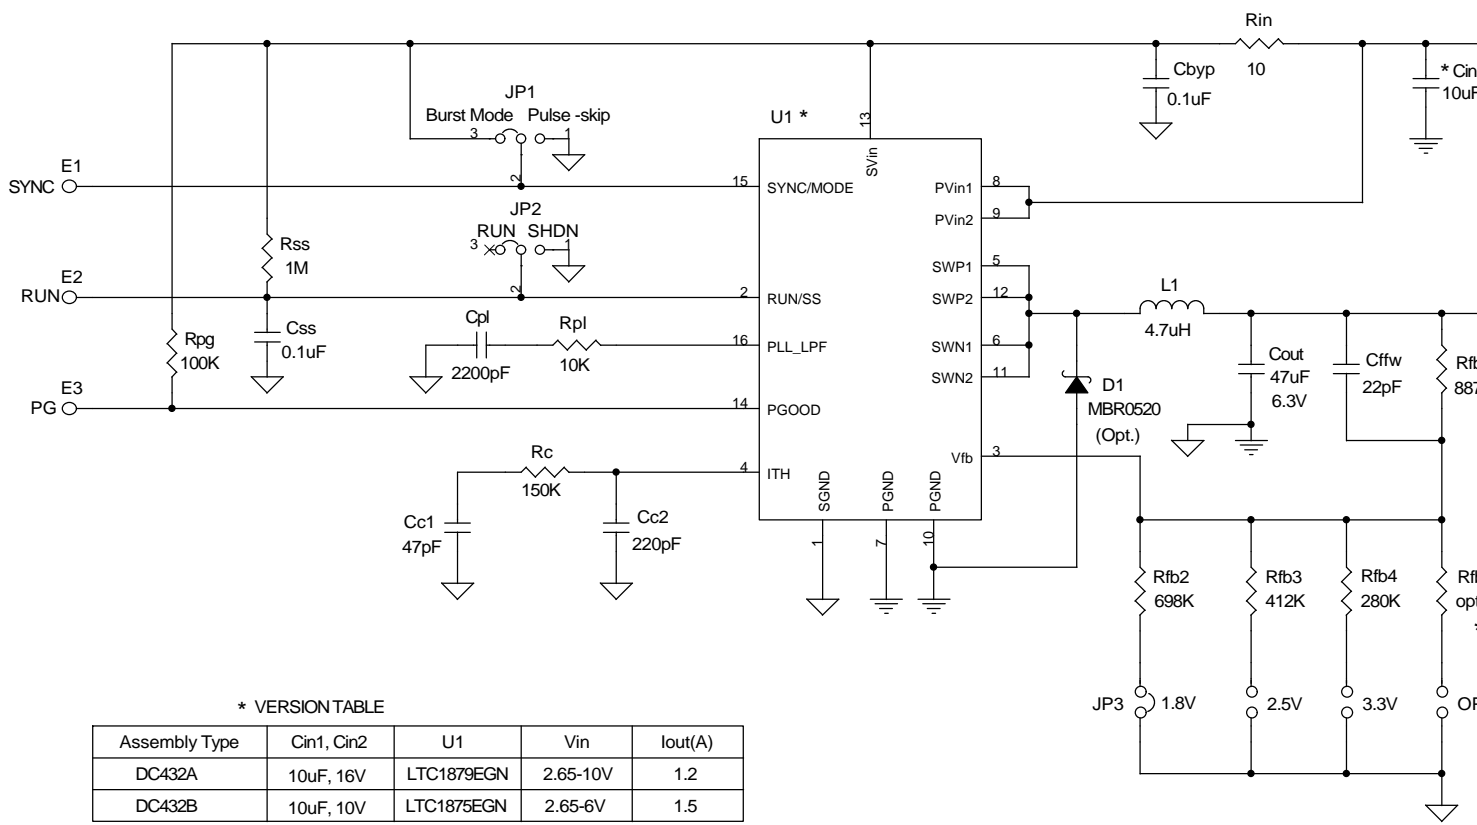 Rin
10
Cbyp
0.1uF
* Cin
10uF
JP1
Burst Mode Pulse -skip
3
1
2
U1 *
13
SVin
E1
SYNC
15
SYNC/MODE
PVin1
8
PVin2
9
JP2
RUN SHDN
3
1
2
Rss
1M
SWP1
5
E2
RUN
2
RUN/SS
SWP2
12
L1
4.7uH
Css
0.1uF
Cpl
2200pF
Rpl
10K
16
PLL_LPF
SWN1
6
SWN2
11
Rpg
100K
Cout
47uF
6.3V
Cffw
22pF
Rfb
887
D1
MBR0520
(Opt.)
E3
PG
14
PGOOD
Vfb
3
Rc
150K
4
ITH
SGND
PGND
PGND
1
7
10
Cc1
47pF
Cc2
220pF
Rfb2
698K
Rfb3
412K
Rfb4
280K
opt
*
JP3
1.8V
2.5V
3.3V
* VERSION TABLE
Assembly Type Cin1, Cin2 U1 Vin Iout(A)
DC432A 10uF, 16V LTC1879EGN 2.65-10V 1.2
DC432B 10uF, 10V LTC1875EGN 2.65-6V 1.5